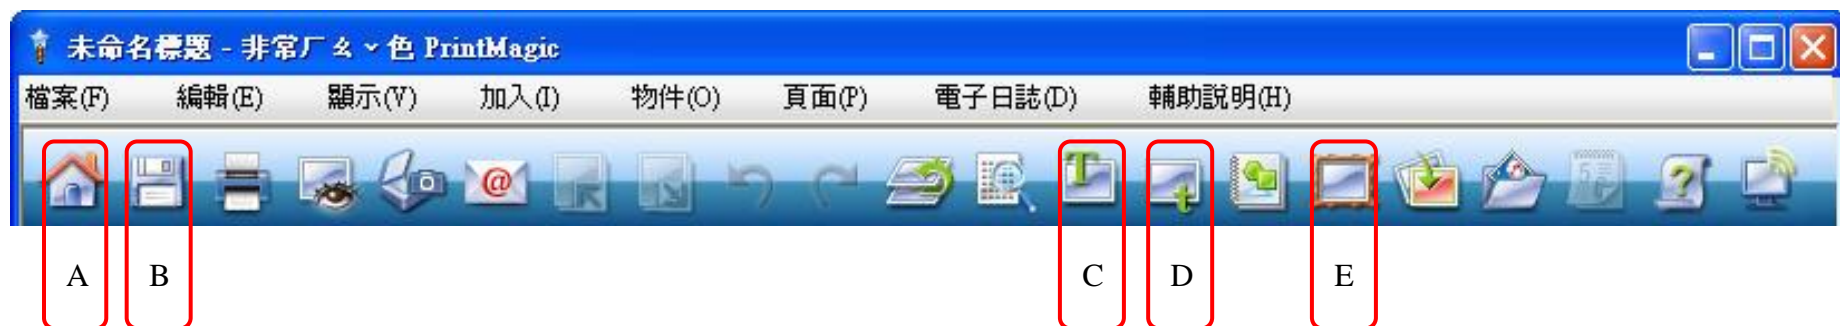 未命名標題 - 非常ㄏㄠˇ色 PrintMagic
檔案(F) 編輯(E) 顯示(V) 加入(I) 物件(O) 頁面(P) 電子日誌(D) 輔助說明(H)
@ T t ?
A B C D E